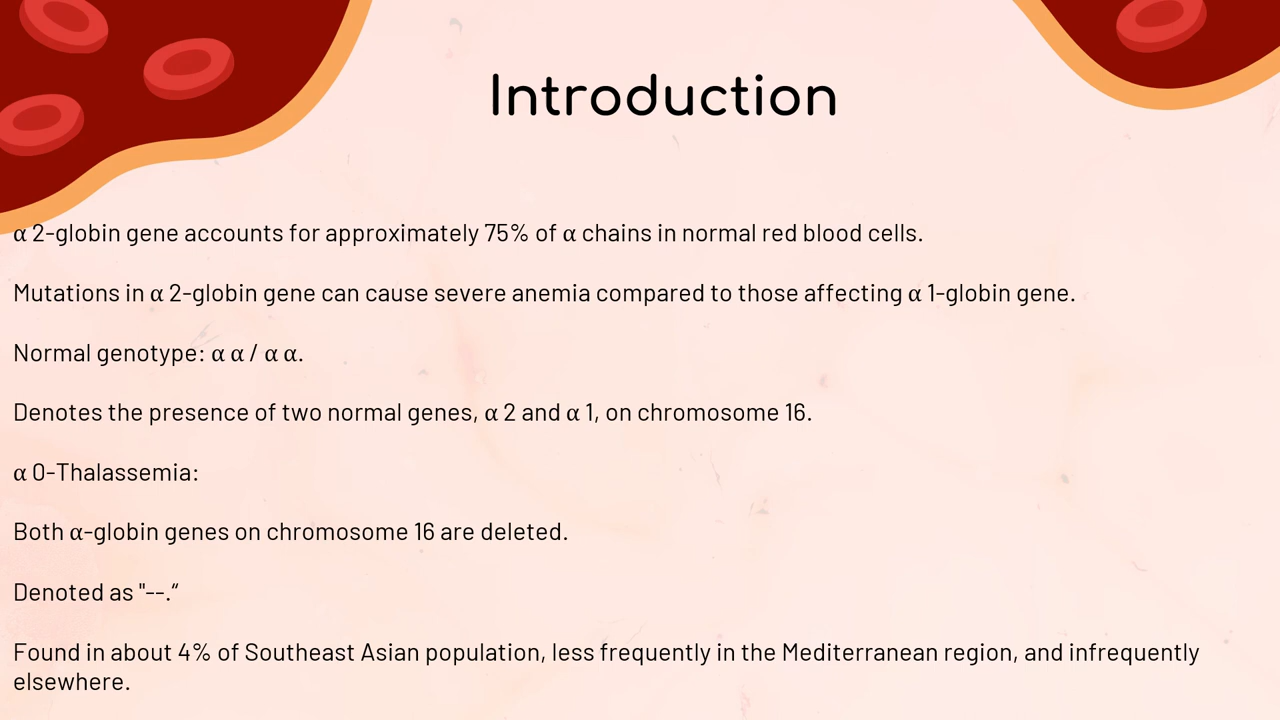 Introduction
α 2-globin gene accounts for approximately 75% of α chains in normal red blood cells.
Mutations in α 2-globin gene can cause severe anemia compared to those affecting α 1-globin gene.
Normal genotype: α α / α α.
Denotes the presence of two normal genes, α 2 and α 1, on chromosome 16.
α 0-Thalassemia:
Both α-globin genes on chromosome 16 are deleted.
Denoted as "--.“
Found in about 4% of Southeast Asian population, less frequently in the Mediterranean region, and infrequently
elsewhere.